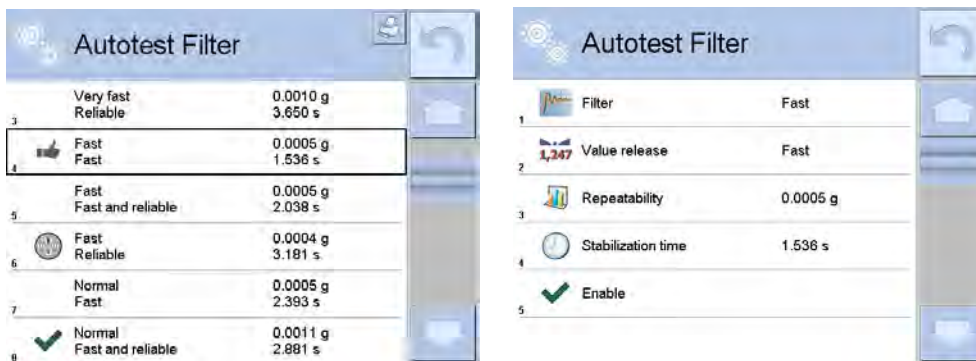 Autotest Filter
Very fast 0.0010 g
Reliable 3.650 s
3
Fast 0.0005 g
Fast 1.536 s
4
Fast 0.0005 g
Fast and reliable 2.038 s
5
Fast 0.0004 g
Reliable 3.181 s
6
Normal 0.0005 g
Fast 2.393 s
7
Normal 0.0011 g
Fast and reliable 2.881 s
8
Autotest Filter
Filter Fast
1
1,247 Value release Fast
2
Repeatability 0.0005 g
3
Stabilization time 1.536 s
4
Enable
5